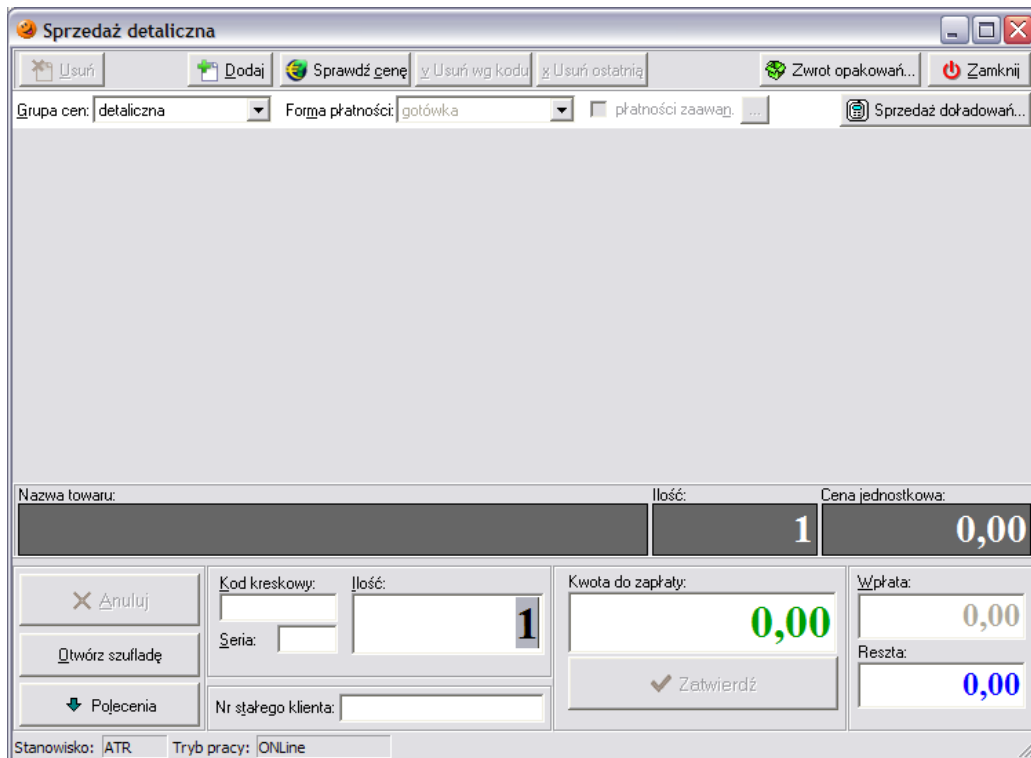 Sprzedaż detaliczna
Usuń Dodaj Sprawdź cenę v Usuń wg kodu x Usuń ostatnią Zwrot opakowań... Zamknij
Grupa cen: detaliczna Forma płatności: gotówka płatności zaawan. ... Sprzedaż doładowań...
Nazwa towaru: Ilość: Cena jednostkowa:
1 0,00
Anuluj Kod kreskowy: Ilość: Kwota do zapłaty: Wpłata:
1 0,00 0,00
Otwórz szufladę Seria: Reszta:
Zatwierdź 0,00
Polecenia Nr stałego klienta:
Stanowisko: ATR Tryb pracy: ONLine